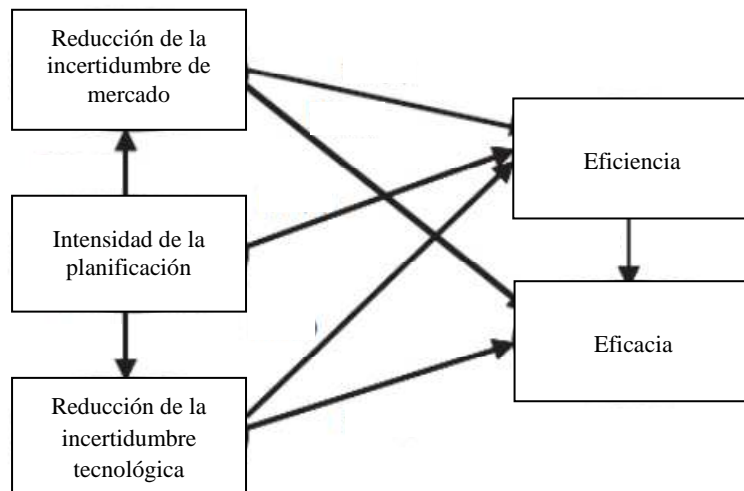 Reducción de la
incertidumbre de
mercado
Intensidad de la
planificación
Reducción de la
incertidumbre
tecnológica
Eficiencia
Eficacia